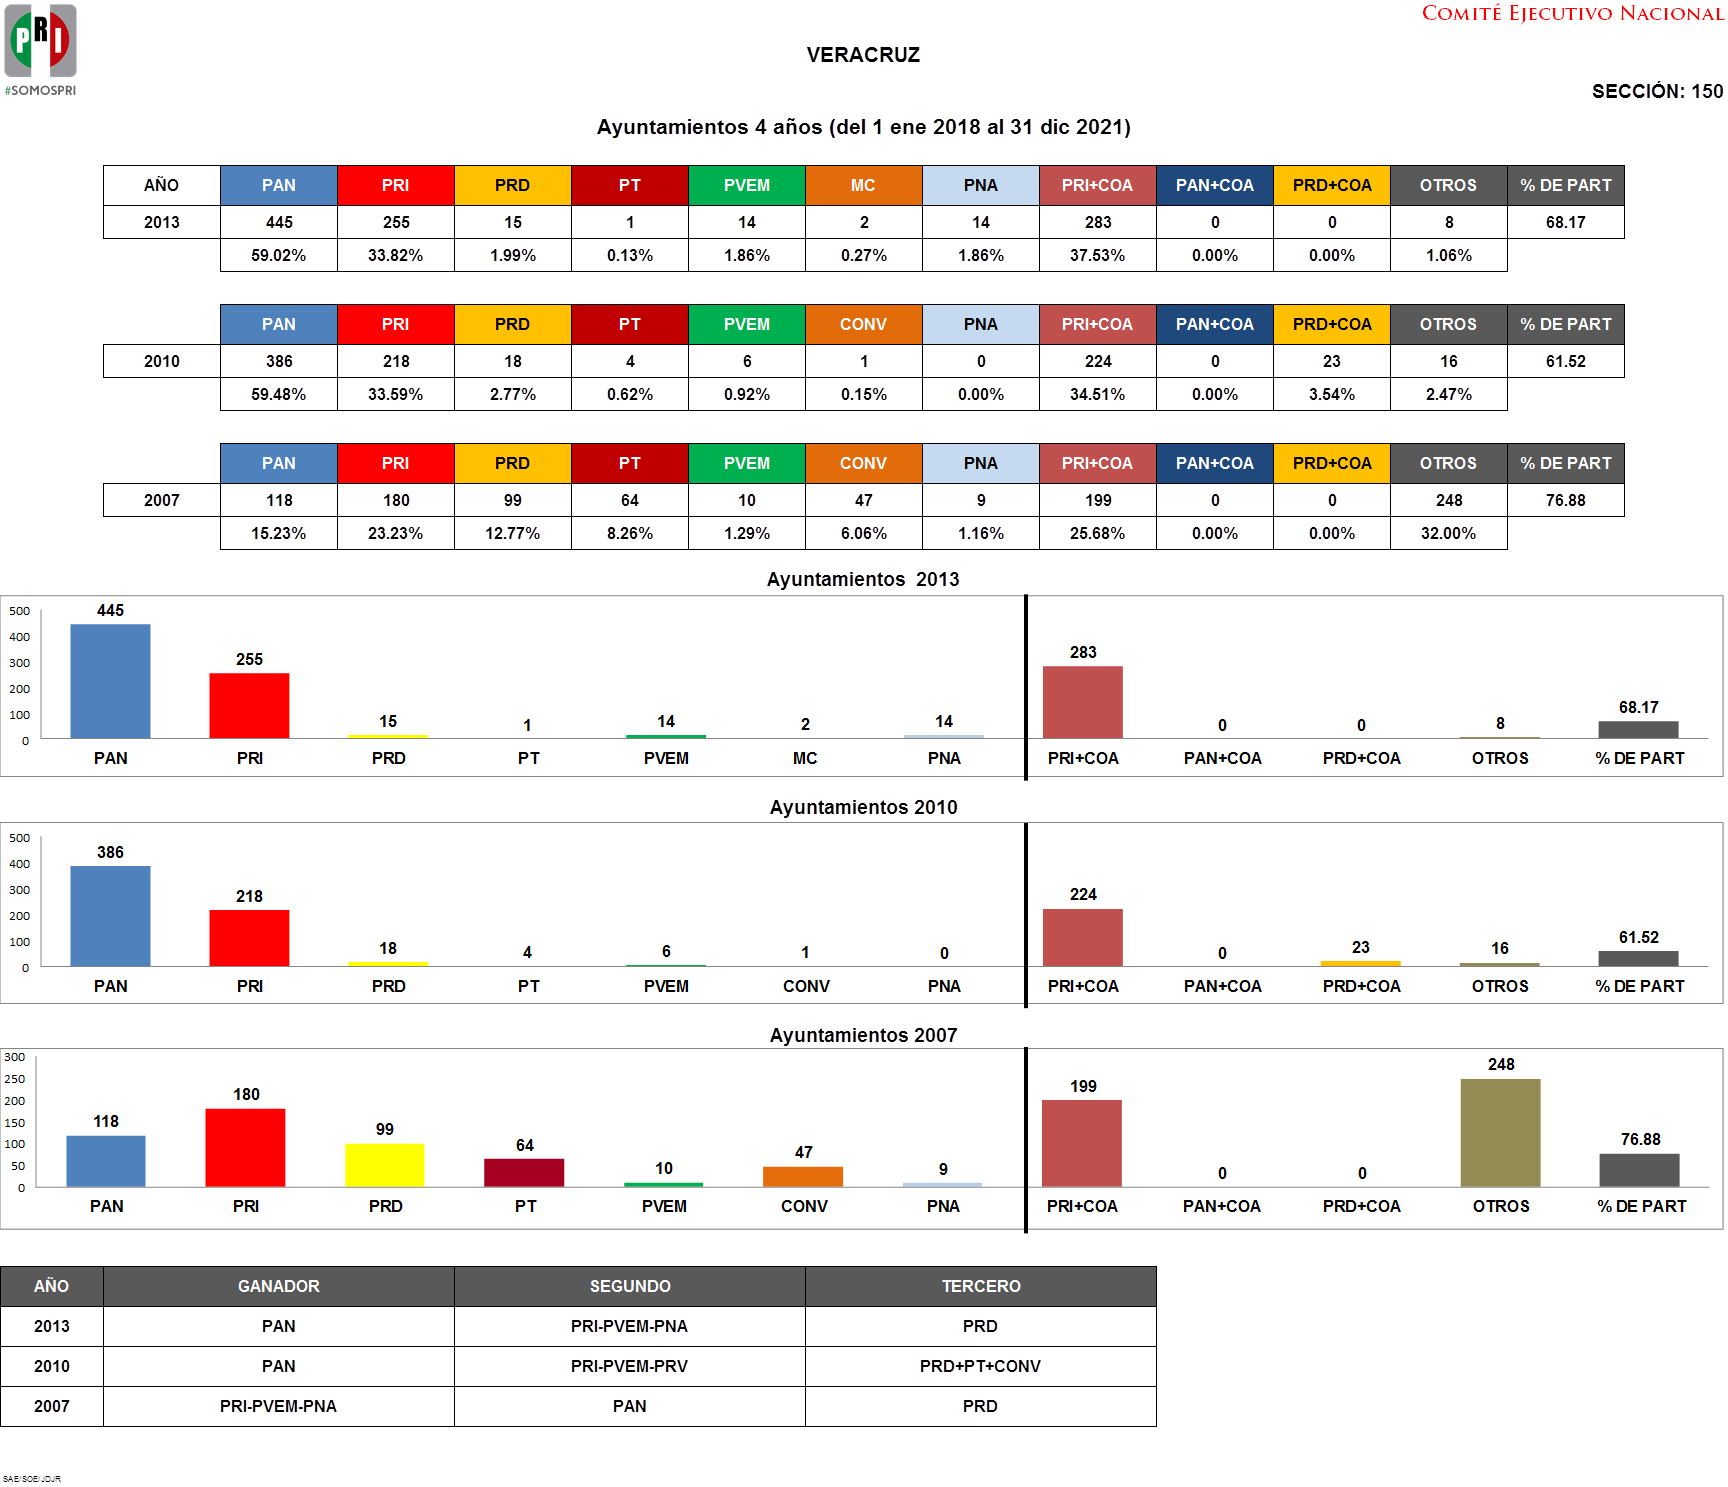 PRI
#SOMOSPRI
COMITÉ EJECUTIVO NACIONAL
VERACRUZ
SECCIÓN: 150
Ayuntamientos 4 años (del 1 ene 2018 al 31 dic 2021)
AÑO PAN PRI PRD PT PVEM MC PNA PRI+COA PAN+COA PRD+COA OTROS % DE PART
2013 445 255 15 1 14 2 14 283 0 0 8 68.17
59.02% 33.82% 1.99% 0.13% 1.86% 0.27% 1.86% 37.53% 0.00% 0.00% 1.06%
PAN PRI PRD PT PVEM CONV PNA PRI+COA PAN+COA PRD+COA OTROS % DE PART
2010 386 218 18 4 6 1 0 224 0 23 16 61.52
59.48% 33.59% 2.77% 0.62% 0.92% 0.15% 0.00% 34.51% 0.00% 3.54% 2.47%
PAN PRI PRD PT PVEM CONV PNA PRI+COA PAN+COA PRD+COA OTROS % DE PART
2007 118 180 99 64 10 47 9 199 0 0 248 76.88
15.23% 23.23% 12.77% 8.26% 1.29% 6.06% 1.16% 25.68% 0.00% 0.00% 32.00%
Ayuntamientos 2013
500
400
300
200
100
0
445 255 15 1 14 2 14 283 0 0 8 68.17
PAN PRI PRD PT PVEM MC PNA PRI+COA PAN+COA PRD+COA OTROS % DE PART
Ayuntamientos 2010
500
400
300
200
100
0
386 218 18 4 6 1 0 224 0 23 16 61.52
PAN PRI PRD PT PVEM CONV PNA PRI+COA PAN+COA PRD+COA OTROS % DE PART
Ayuntamientos 2007
300
250
200
150
100
50
0
118 180 99 64 10 47 9 199 0 0 248 76.88
PAN PRI PRD PT PVEM CONV PNA PRI+COA PAN+COA PRD+COA OTROS % DE PART
AÑO GANADOR SEGUNDO TERCERO
2013 PAN PRI-PVEM-PNA PRD
2010 PAN PRI-PVEM-PRV PRD+PT+CONV
2007 PRI-PVEM-PNA PAN PRD
SAE/SOE/JDJR